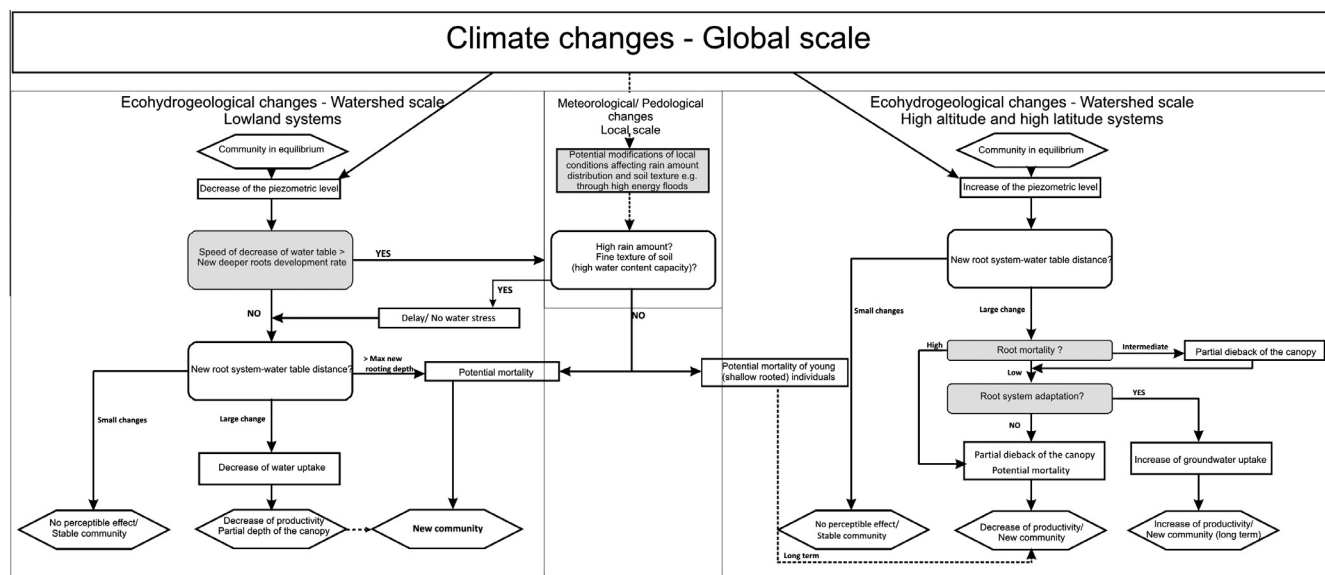 Climate changes - Global scale
Ecohydrogeological changes - Watershed scale
Lowland systems
Community in equilibrium
Decrease of the piezometric level
Speed of decrease of water table >
New deeper roots development rate
YES
NO
Delay/ No water stress
New root system-water table distance?
> Max new
rooting depth
Potential mortality
Small changes
Large change
Decrease of water uptake
No perceptible effect/
Stable community
Decrease of productivity
Partial depth of the canopy
New community
Meteorological/ Pedological
changes
Local scale
Potential modifications of local
conditions affecting rain amount
distribution and soil texture e.g.
through high energy floods
High rain amount?
Fine texture of soil
(high water content capacity)?
YES
NO
Potential mortality of young
(shallow rooted) individuals
Long term
Ecohydrogeological changes - Watershed scale
High altitude and high latitude systems
Community in equilibrium
Increase of the piezometric level
New root system-water table distance?
Small changes
Large change
High
Root mortality ?
Intermediate
Partial dieback of the canopy
Low
Root system adaptation?
YES
NO
Partial dieback of the canopy
Potential mortality
Increase of groundwater uptake
No perceptible effect/
Stable community
Decrease of productivity/
New community
Increase of productivity/
New community (long term)